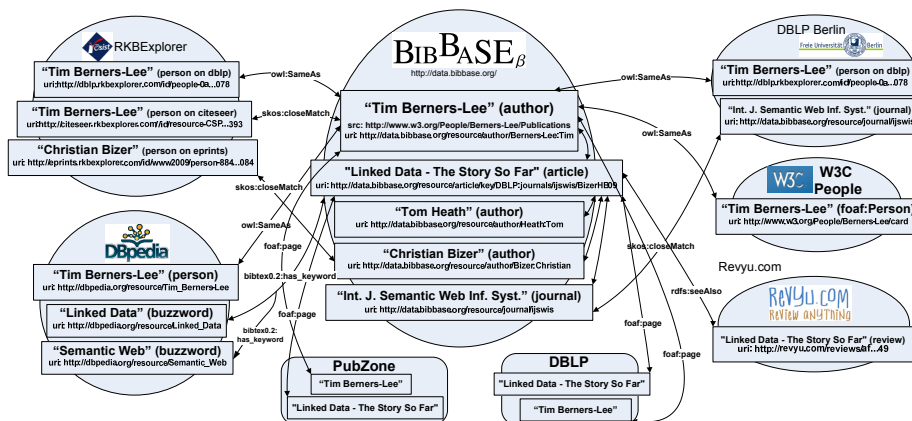 RKBExplorer
"Tim Berners-Lee" (person on dblp)
uri:http://dblp.rkbexplorer.com/id/people-0a...078
"Tim Berners-Lee" (person on citeseer)
uri:http://citeseer.rkbexplorer.com/id/resource-CSP...393
"Christian Bizer" (person on eprints)
uri:http://eprints.rkbexplorer.com/id/www2009/person-884...084
DBpedia
"Tim Berners-Lee" (person)
uri: http://dbpedia.org/resource/Tim_Berners-Lee
"Linked Data" (buzzword)
uri: http://dbpedia.org/resource/Linked_Data
"Semantic Web" (buzzword)
uri: http://dbpedia.org/resource/Semantic_Web
BIBBASEβ
http://data.bibbase.org/
"Tim Berners-Lee" (author)
src: http://www.w3.org/People/Berners-Lee/Publications
uri: http://data.bibbase.org/resource/author/Berners-Lee:Tim
"Linked Data - The Story So Far" (article)
uri: http://data.bibbase.org/resource/article/key/DBLP:journals/ijswis/BizerHB09
"Tom Heath" (author)
uri: http://data.bibbase.org/resource/author/Heath:Tom
"Christian Bizer" (author)
uri: http://data.bibbase.org/resource/author/Bizer:Christian
"Int. J. Semantic Web Inf. Syst." (journal)
uri: http://data.bibbase.org/resource/journal/ijswis
owl:SameAs
skos:closeMatch
skos:closeMatch
owl:SameAs
foaf:page
bibtex0.2:has_keyword
foaf:page
bibtex0.2:
has_keyword
owl:SameAs
owl:SameAs
skos:closeMatch
rdfs:seeAlso
foaf:page
foaf:page
PubZone
"Tim Berners-Lee"
"Linked Data - The Story So Far"
DBLP
"Linked Data - The Story So Far"
"Tim Berners-Lee"
DBLP Berlin
Freie Universität Berlin
"Tim Berners-Lee" (person on dblp)
uri:http://dblp.rkbexplorer.com/id/people-0a...078
"Int. J. Semantic Web Inf. Syst." (journal)
uri: http://data.bibbase.org/resource/journal/ijswis
W3C
W3C
People
"Tim Berners-Lee" (foaf:Person)
uri: http://www.w3.org/People/Berners-Lee/card
Revyu.com
REVYU.COM
REVIEW ANYTHING
"Linked Data - The Story So Far" (review)
uri: http://revyu.com/reviews/af...49